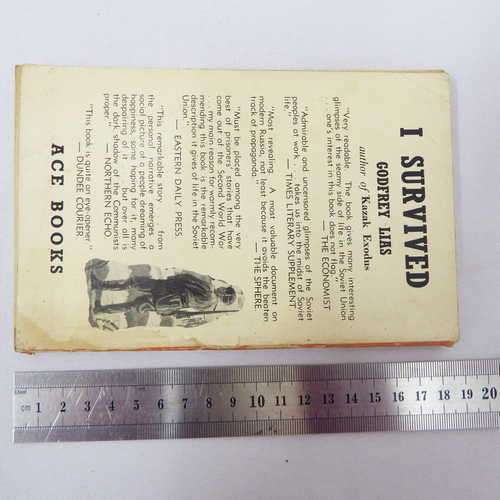 I SURVIVED
GODFREY LIAS
author of Kazak Exodus
"Very readable . . . The book gives many interesting
glimpses of the seamy side of life in the Soviet Union
. . . one's interest in this book does not flag."
— THE ECONOMIST
"Admirable and uncensored glimpses of the Soviet
peoples at work . . . takes us into the midst of Soviet
life."
— TIMES LITERARY SUPPLEMENT
"Most revealing. A most valuable document on
modern Russia, not least because it avoids the beaten
track of propaganda."
— THE SPHERE
"Must be placed among the very
best of prisoners' stories that have
come out of the Second World War
. . . my main reason for warmly recom-
mending this book is the remarkable
description it gives of life in the Soviet
Union."
— EASTERN DAILY PRESS
"This remarkable story . . . from
the personal narrative emerges a
social picture of a people dreaming of
happiness, some hoping for it, many
despairing of it . . . but over all is
the dark shadow of the Communists
proper."
— NORTHERN ECHO
"This book is quite an eye opener."
— DUNDEE COURIER
ACE BOOKS
cm 1 2 3 4 5 6 7 8 9 10 11 12 13 14 15 16 17 18 19 20